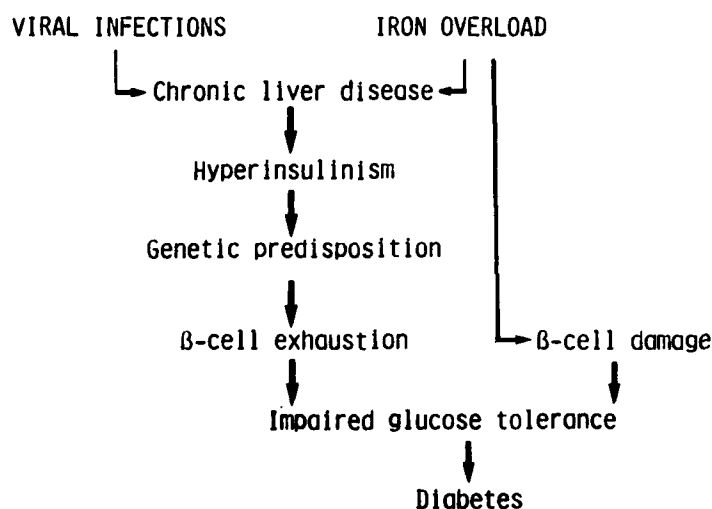 VIRAL INFECTIONS IRON OVERLOAD
Chronic liver disease
Hyperinsulinism
Genetic predisposition
ß-cell exhaustion ß-cell damage
Impaired glucose tolerance
Diabetes